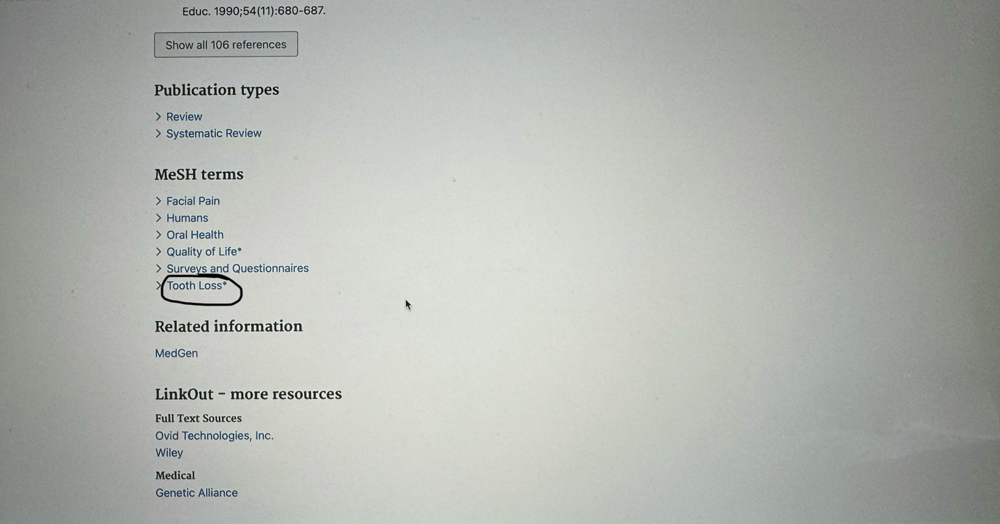 Educ. 1990;54(11):680-687.
Show all 106 references
Publication types
Review
Systematic Review
MeSH terms
Facial Pain
Humans
Oral Health
Quality of Life*
Surveys and Questionnaires
Tooth Loss*
Related information
MedGen
LinkOut - more resources
Full Text Sources
Ovid Technologies, Inc.
Wiley
Medical
Genetic Alliance